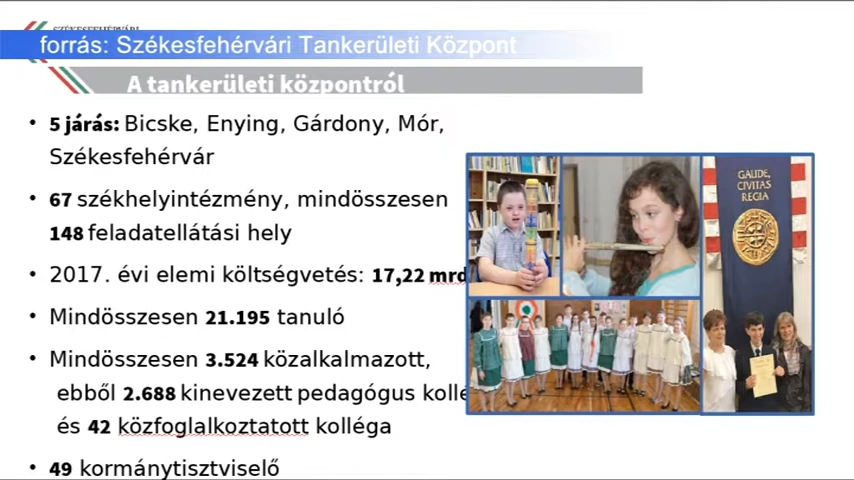 SZÉKESFEHÉRVÁRI
forrás: Székesfehérvári Tankerületi Központ
A tankerületi központról
• 5 járás: Bicske, Enying, Gárdony, Mór,
Székesfehérvár
• 67 székhelyintézmény, mindösszesen
148 feladatellátási hely
• 2017. évi elemi költségvetés: 17,22 mrd
• Mindösszesen 21.195 tanuló
• Mindösszesen 3.524 közalkalmazott,
ebből 2.688 kinevezett pedagógus kollé
és 42 közfoglalkoztatott kolléga
• 49 kormánytisztviselő
GAUDE,
CIVITAS
REGIA